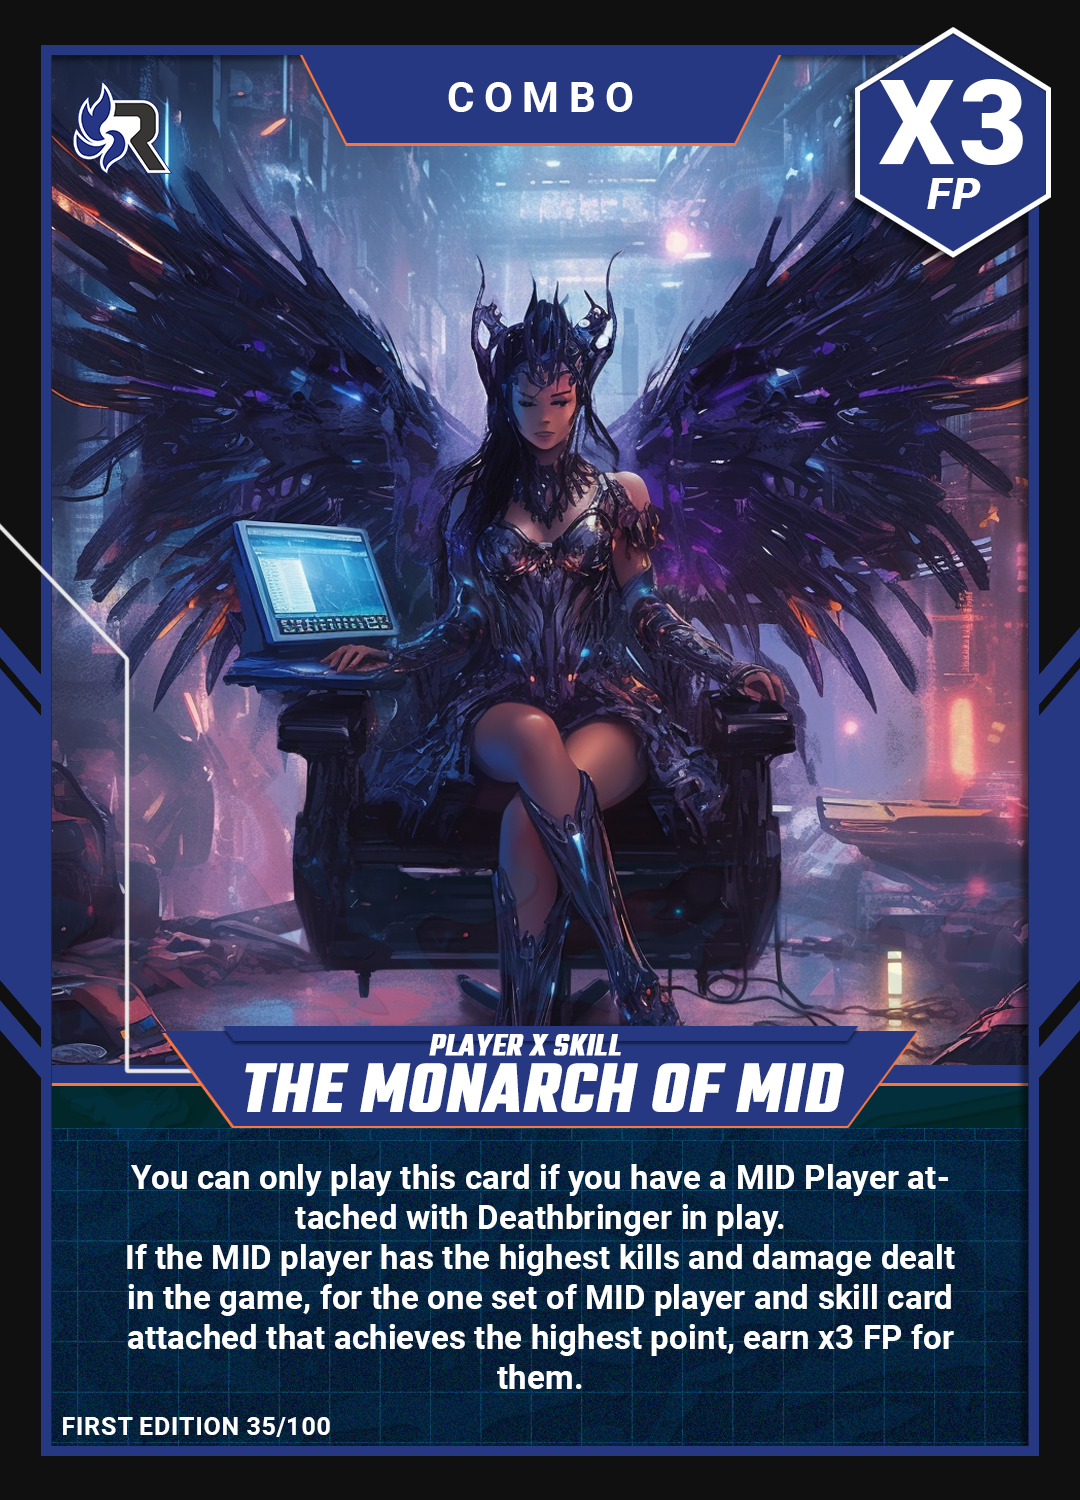 COMBO
X3
FP
PLAYER X SKILL
THE MONARCH OF MID
You can only play this card if you have a MID Player at-
tached with Deathbringer in play.
If the MID player has the highest kills and damage dealt
in the game, for the one set of MID player and skill card
attached that achieves the highest point, earn x3 FP for
them.
FIRST EDITION 35/100